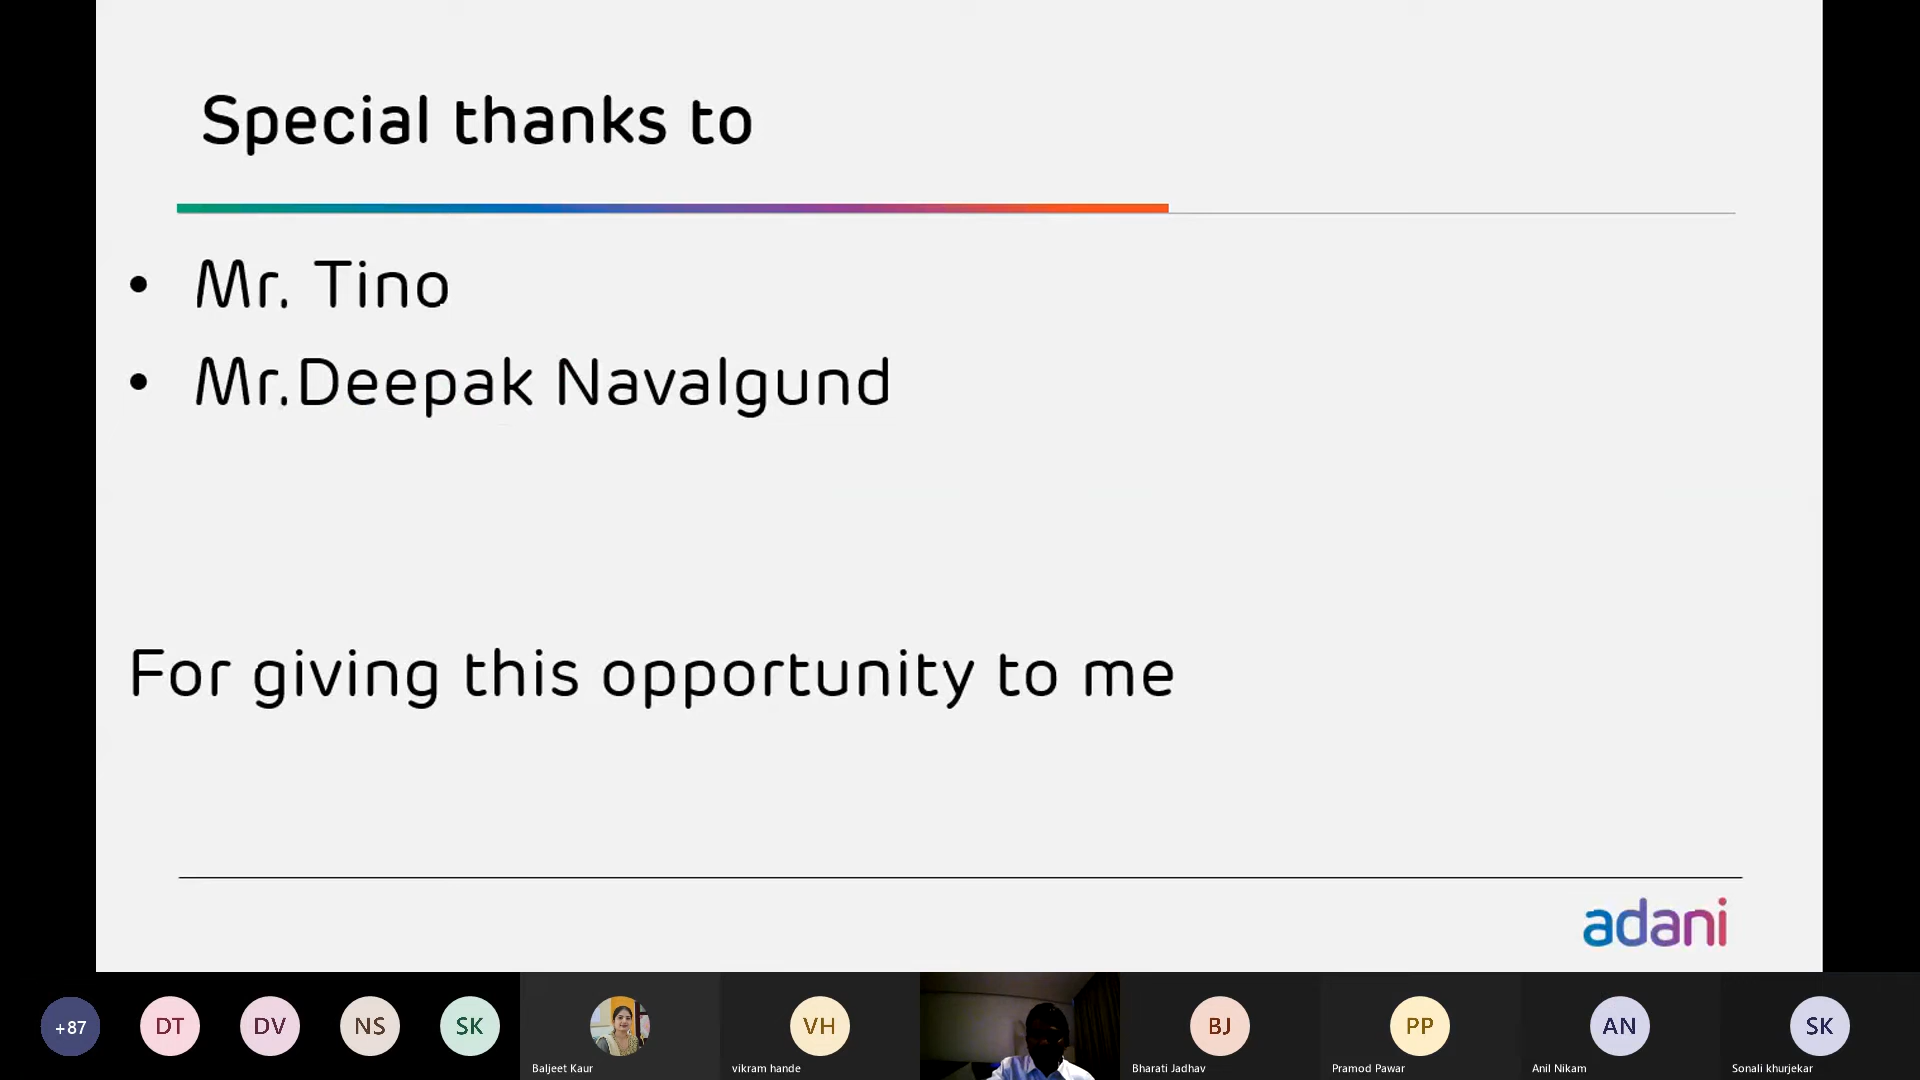 Special thanks to
• Mr. Tino
• Mr.Deepak Navalgund
For giving this opportunity to me
adani
+87
DT
DV
NS
SK
Baljeet Kaur
VH
vikram hande
BJ
Bharati Jadhav
PP
Pramod Pawar
AN
Anil Nikam
SK
Sonali khurjekar